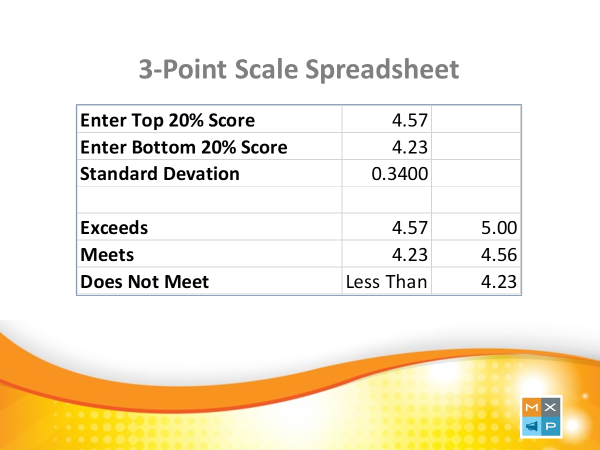 3-Point Scale Spreadsheet
Enter Top 20% Score 4.57
Enter Bottom 20% Score 4.23
Standard Devation 0.3400
Exceeds 4.57 5.00
Meets 4.23 4.56
Does Not Meet Less Than 4.23
M X
P